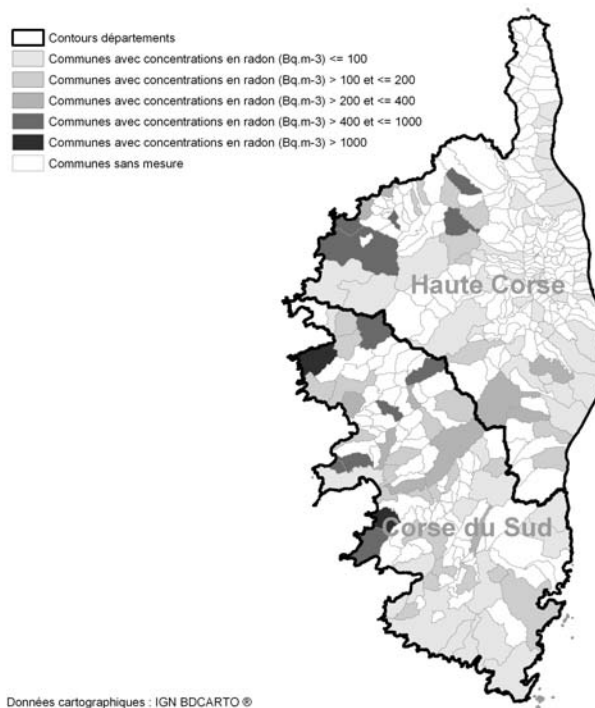 Contours départements
Communes avec concentrations en radon (Bq.m-3) <= 100
Communes avec concentrations en radon (Bq.m-3) > 100 et <= 200
Communes avec concentrations en radon (Bq.m-3) > 200 et <= 400
Communes avec concentrations en radon (Bq.m-3) > 400 et <= 1000
Communes avec concentrations en radon (Bq.m-3) > 1000
Communes sans mesure
Haute Corse
Corse du Sud
Données cartographiques : IGN BDCARTO ®